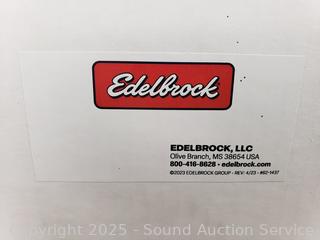 Edelbrock
EDELBROCK, LLC
Olive Branch, MS 38654 USA
800-416-8628 - edelbrock.com
©2023 EDELBROCK GROUP - REV: 4/23 - #62-1437
Copyright 2025 - Sound Auction Service